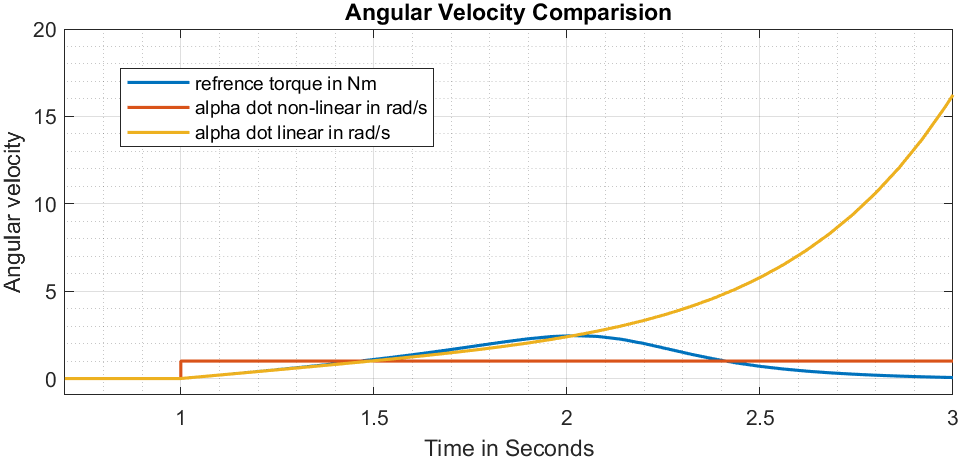 Angular Velocity Comparision
20
15
10
5
0
Angular velocity
refrence torque in Nm
alpha dot non-linear in rad/s
alpha dot linear in rad/s
1 1.5 2 2.5 3
Time in Seconds